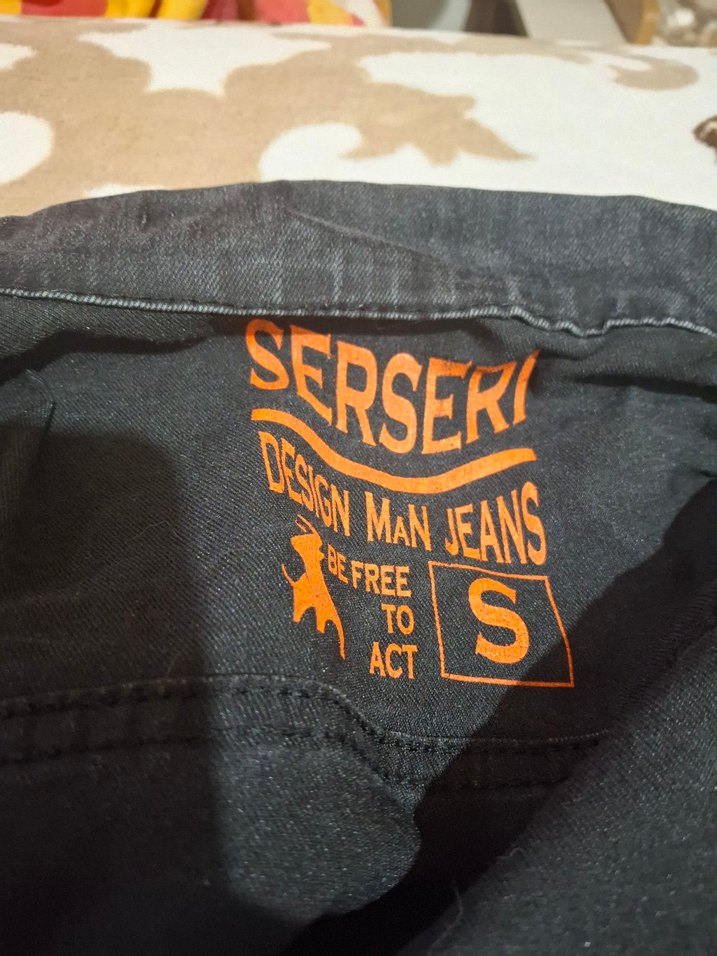 SERSERI
DESIGN MAN JEANS
BE FREE
TO
ACT
S